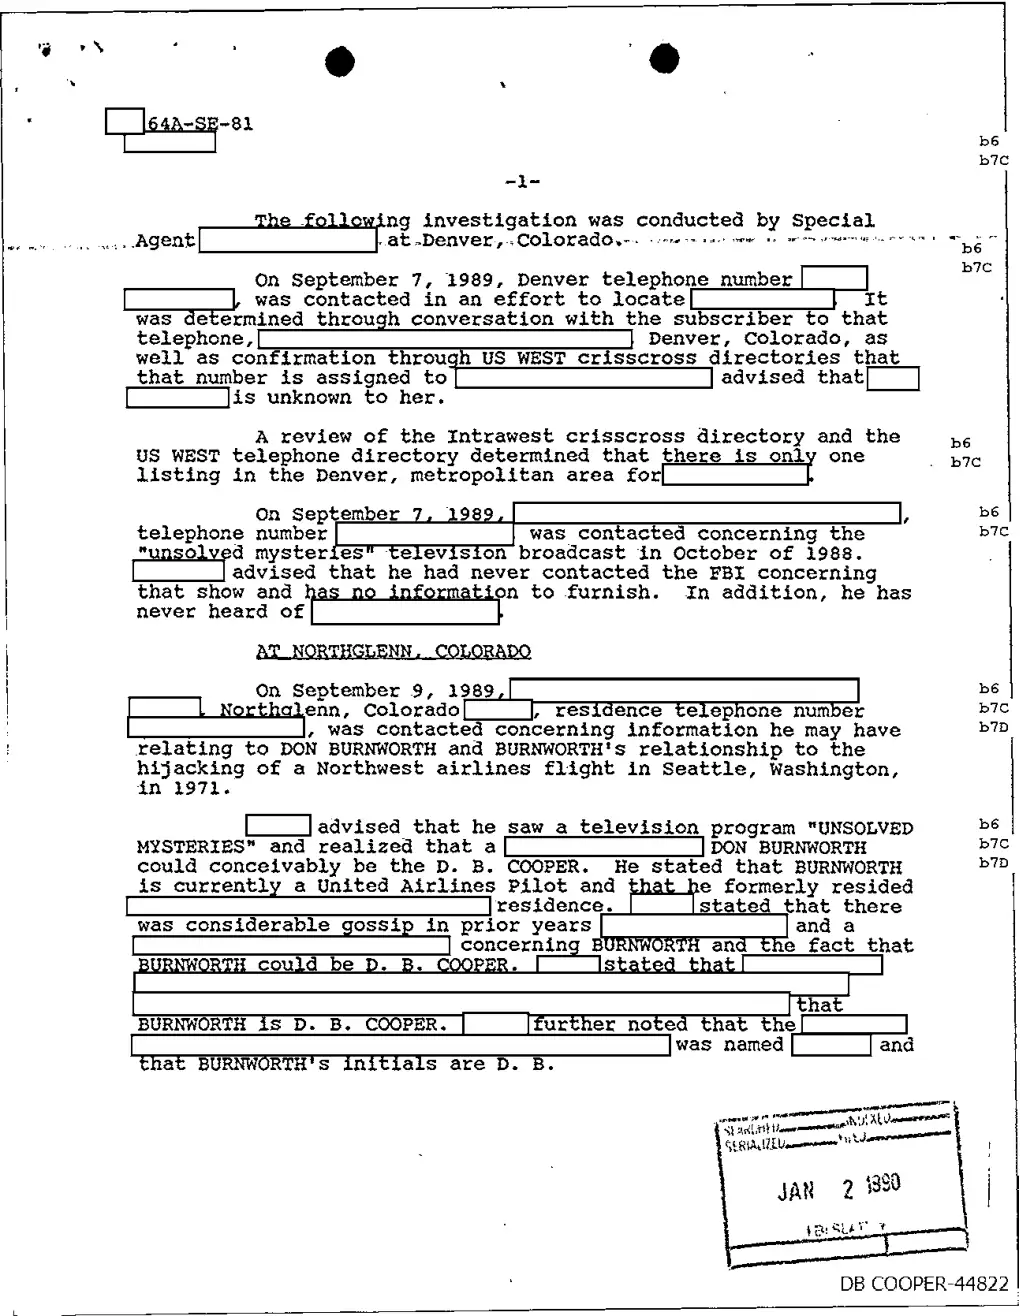 64A-SE-81
b6
b7C
-1-
The following investigation was conducted by Special
Agent at Denver, Colorado.
b6
b7C
On September 7, 1989, Denver telephone number
, was contacted in an effort to locate . It
was determined through conversation with the subscriber to that
telephone, Denver, Colorado, as
well as confirmation through US WEST crisscross directories that
that number is assigned to advised that
is unknown to her.
A review of the Intrawest crisscross directory and the
US WEST telephone directory determined that there is only one
listing in the Denver, metropolitan area for .
b6
b7C
On September 7, 1989, ,
telephone number was contacted concerning the
"unsolved mysteries" television broadcast in October of 1988.
advised that he had never contacted the FBI concerning
that show and has no information to furnish. In addition, he has
never heard of .
b6
b7C
AT NORTHGLENN, COLORADO
On September 9, 1989,
, Northglenn, Colorado , residence telephone number
, was contacted concerning information he may have
relating to DON BURNWORTH and BURNWORTH's relationship to the
hijacking of a Northwest airlines flight in Seattle, Washington,
in 1971.
b6
b7C
b7D
advised that he saw a television program "UNSOLVED
MYSTERIES" and realized that a DON BURNWORTH
could conceivably be the D. B. COOPER. He stated that BURNWORTH
is currently a United Airlines Pilot and that he formerly resided
residence. stated that there
was considerable gossip in prior years and a
concerning BURNWORTH and the fact that
BURNWORTH could be D. B. COOPER. stated that
that
BURNWORTH is D. B. COOPER. further noted that the
was named and
that BURNWORTH's initials are D. B.
b6
b7C
b7D
SEARCHED INDEXED
SERIALIZED FILED
JAN 2 1990
DB COOPER-44822